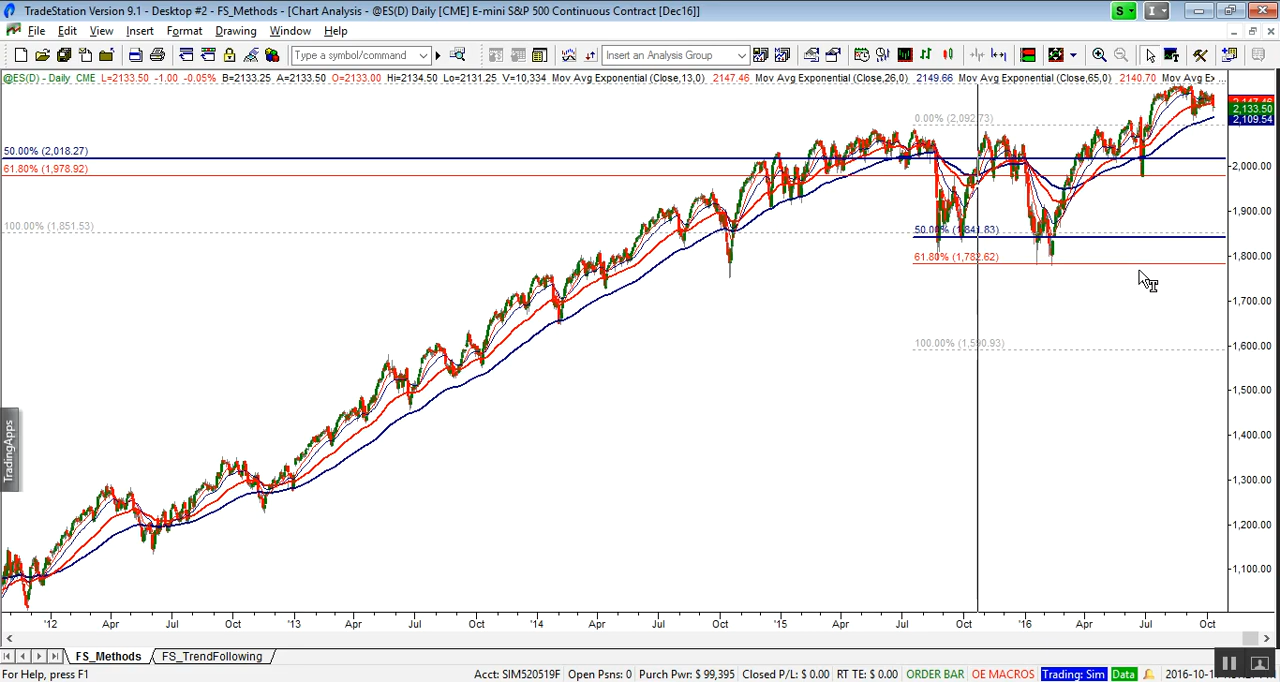 TradeStation Version 9.1 - Desktop #2 - FS_Methods - [Chart Analysis - @ES(D) Daily [CME] E-mini S&P 500 Continuous Contract [Dec16]]
S
I
File Edit View Insert Format Drawing Window Help
Type a symbol/command
Insert an Analysis Group
@ES(D) - Daily CME L=2133.50 -1.00 -0.05% B=2133.25 A=2133.50 O=2133.00 Hi=2134.50 Lo=2131.25 V=10,334 Mov Avg Exponential (Close,13,0) 2147.46 Mov Avg Exponential (Close,26,0) 2149.66 Mov Avg Exponential (Close,65,0) 2140.70 Mov Avg Ex ...
2,147.46
2,133.50
2,109.54
0.00% (2,092.73)
50.00% (2,018.27)
61.80% (1,978.92)
100.00% (1,851.53)
50.00% (1,841.83)
61.80% (1,782.62)
100.00% (1,590.93)
2,000.00
1,900.00
1,800.00
1,700.00
1,600.00
1,500.00
1,400.00
1,300.00
1,200.00
1,100.00
TradingApps
'12 Apr Jul Oct '13 Apr Jul Oct '14 Apr Jul Oct '15 Apr Jul Oct '16 Apr Jul Oct
FS_Methods FS_TrendFollowing
For Help, press F1
Acct: SIM520519F Open Psns: 0 Purch Pwr: $ 99,395 Closed P/L: $ 0.00 RT TE: $ 0.00 ORDER BAR OE MACROS Trading: Sim Data